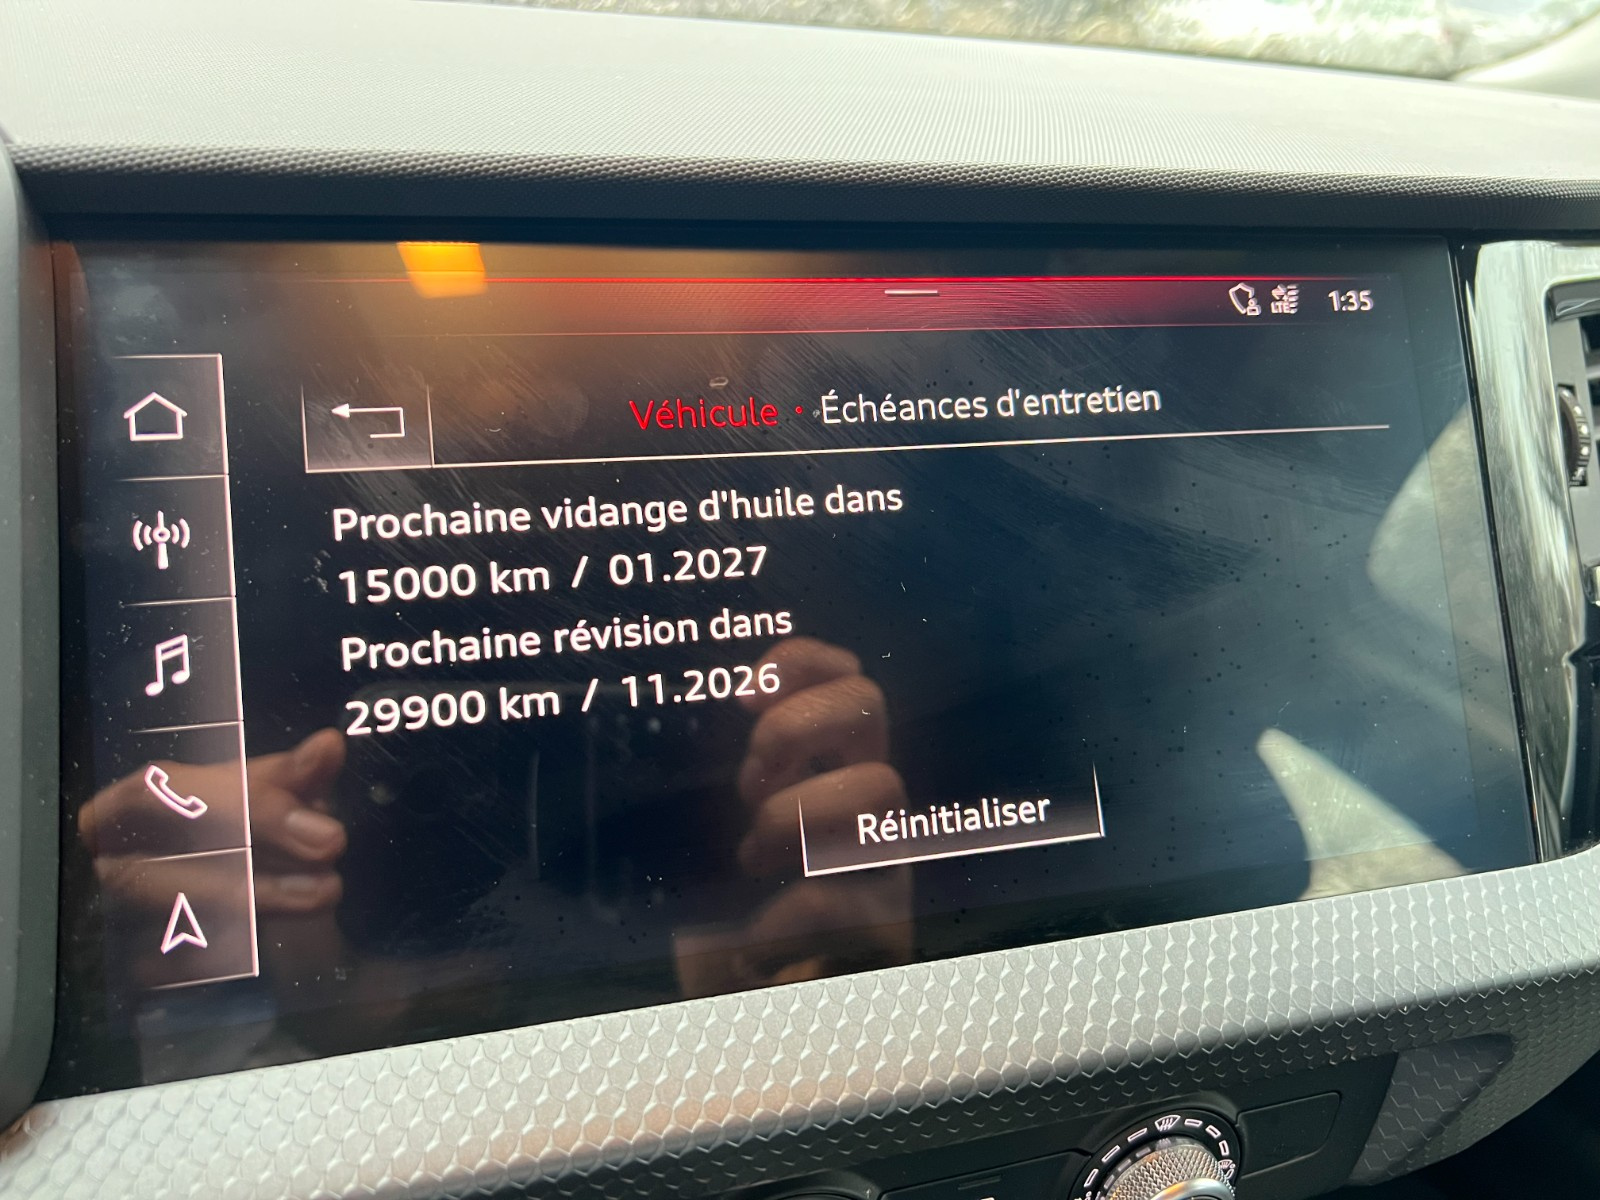 LTE 1:35
Véhicule • Échéances d'entretien
Prochaine vidange d'huile dans
15000 km / 01.2027
Prochaine révision dans
29900 km / 11.2026
Réinitialiser